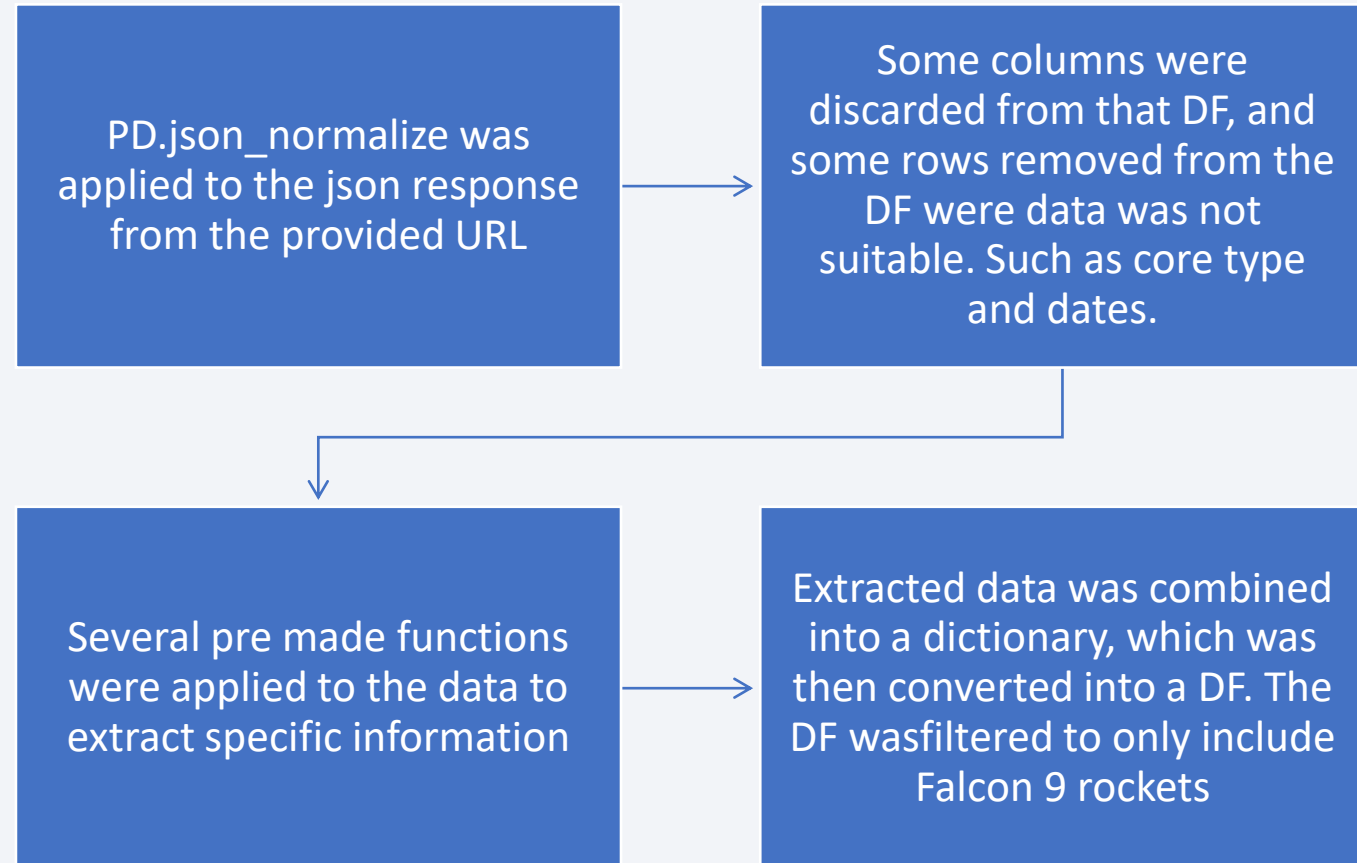 PD.json_normalize was
applied to the json response
from the provided URL
Some columns were
discarded from that DF, and
some rows removed from the
DF were data was not
suitable. Such as core type
and dates.
Several pre made functions
were applied to the data to
extract specific information
Extracted data was combined
into a dictionary, which was
then converted into a DF. The
DF wasfiltered to only include
Falcon 9 rockets